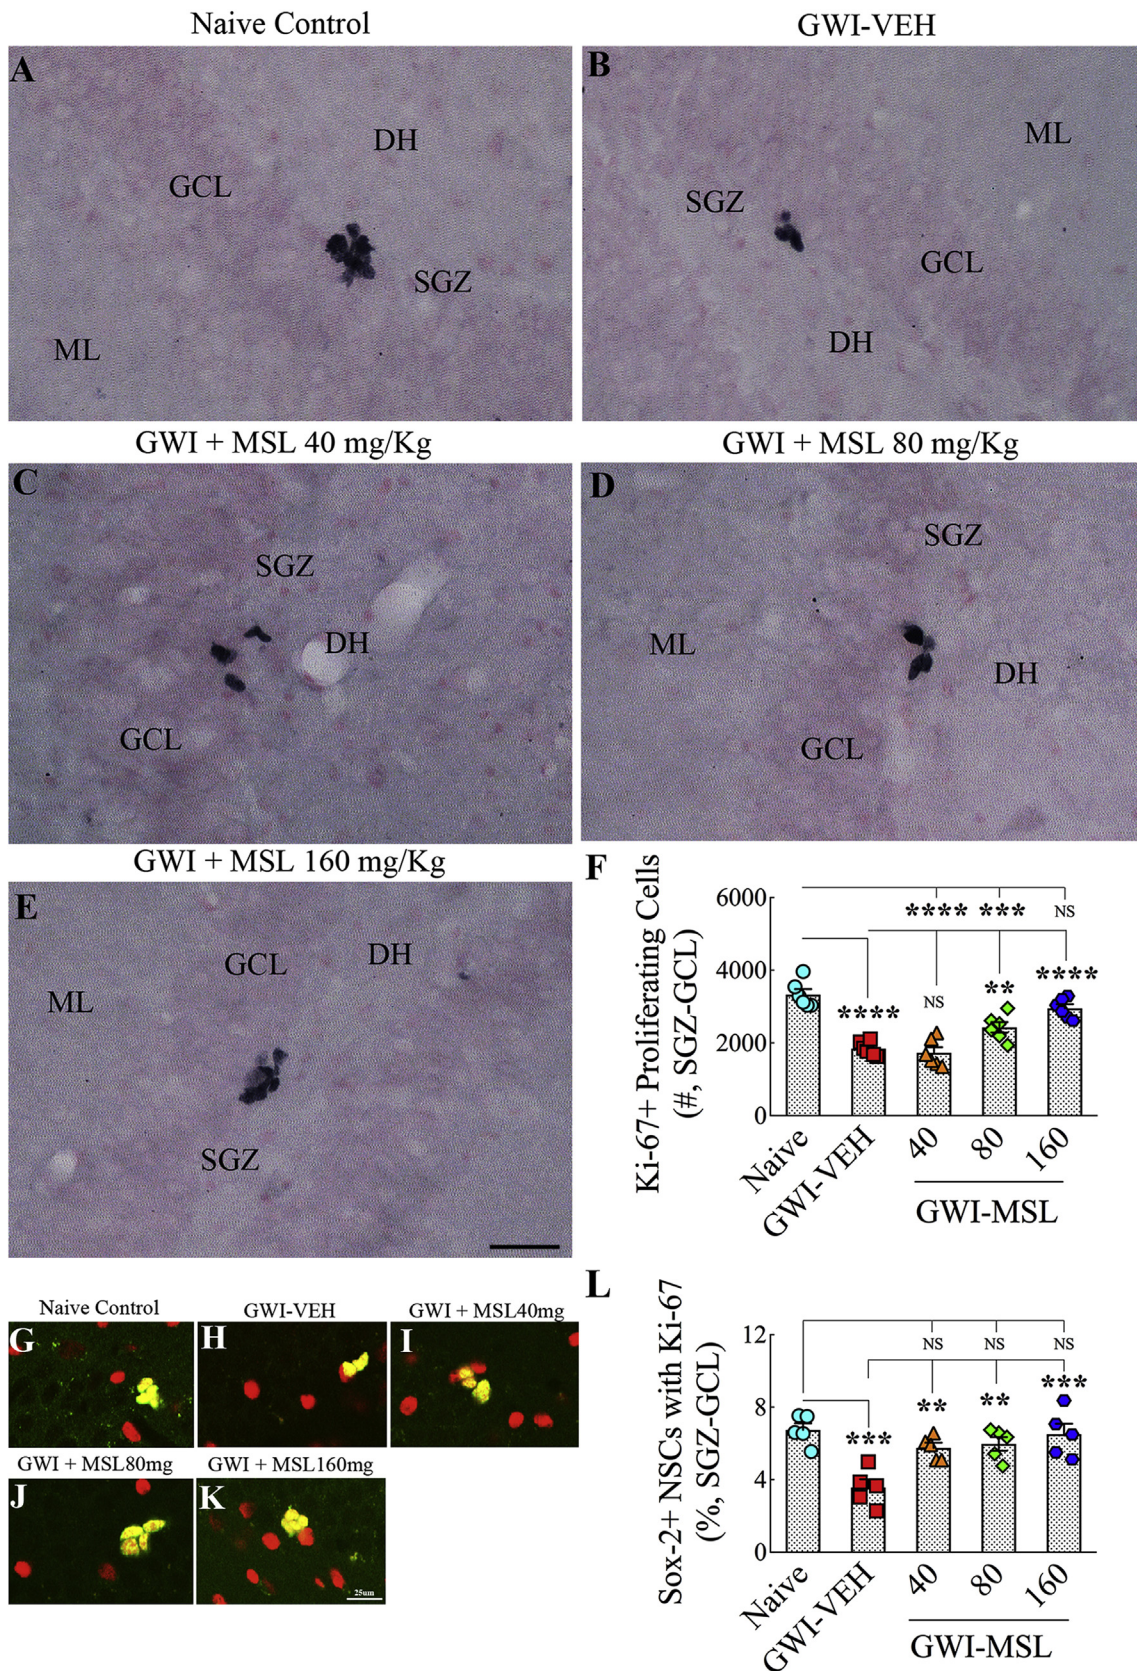 Naive Control
GWI-VEH
A
DH
GCL
SGZ
ML
B
ML
SGZ
GCL
DH
GWI + MSL 40 mg/Kg
GWI + MSL 80 mg/Kg
C
SGZ
DH
GCL
D
SGZ
ML
DH
GCL
GWI + MSL 160 mg/Kg
E
GCL
DH
ML
SGZ
F
Ki-67+ Proliferating Cells
(#, SGZ-GCL)
6000
4000
2000
0
**** *** NS
**** NS ** ****
Naive
GWI-VEH
40
80
160
GWI-MSL
Naive Control
GWI-VEH
GWI + MSL40mg
G
H
I
GWI + MSL80mg
GWI + MSL160mg
J
K
25um
L
Sox-2+ NSCs with Ki-67
(%, SGZ-GCL)
12
8
4
0
NS NS NS
*** ** ** ***
Naive
GWI-VEH
40
80
160
GWI-MSL